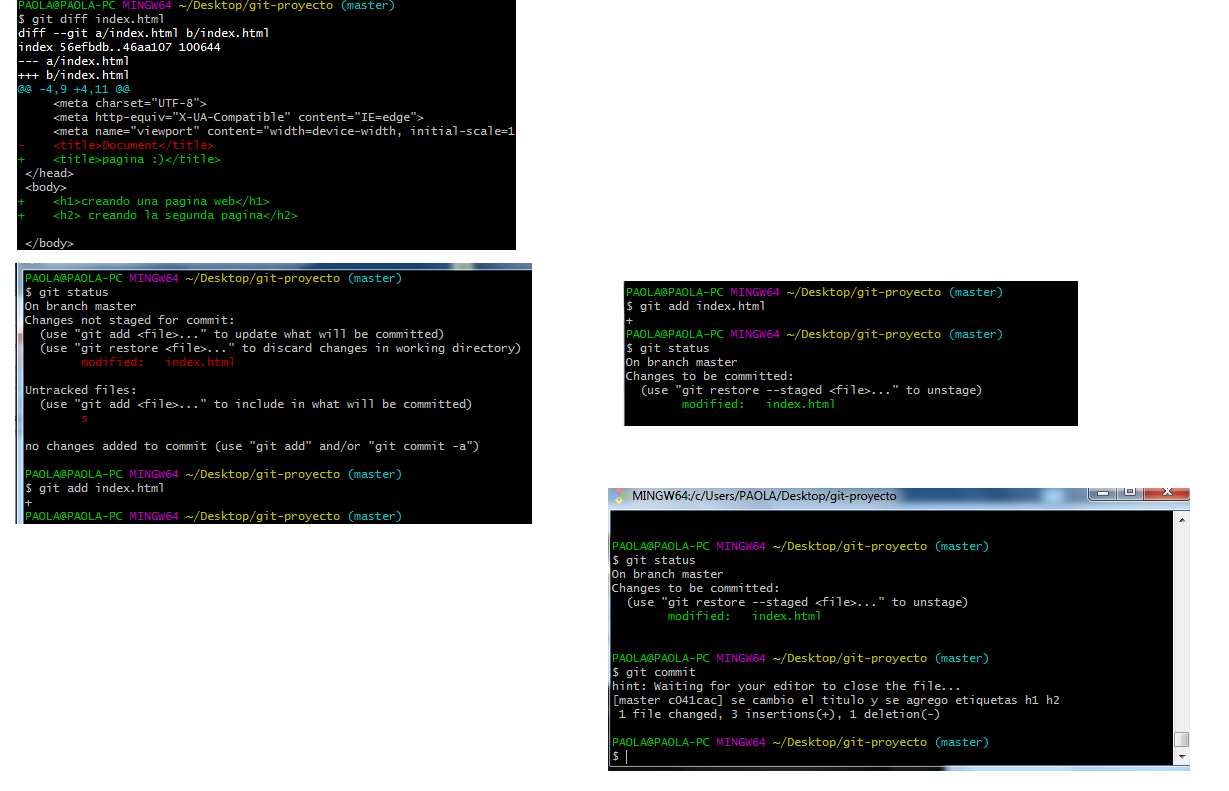 PAOLA@PAOLA-PC MINGW64 ~/Desktop/git-proyecto (master)
$ git diff index.html
diff --git a/index.html b/index.html
index 56efbdb..46aa107 100644
--- a/index.html
+++ b/index.html
@@ -4,9 +4,11 @@
     <meta charset="UTF-8">
     <meta http-equiv="X-UA-Compatible" content="IE=edge">
     <meta name="viewport" content="width=device-width, initial-scale=1
-    <title>Document</title>
+    <title>pagina :)</title>
 </head>
 <body>
+    <h1>creando una pagina web</h1>
+    <h2> creando la segunda pagina</h2>
 </body>
PAOLA@PAOLA-PC MINGW64 ~/Desktop/git-proyecto (master)
$ git status
On branch master
Changes not staged for commit:
  (use "git add <file>..." to update what will be committed)
  (use "git restore <file>..." to discard changes in working directory)
        modified:   index.html
Untracked files:
  (use "git add <file>..." to include in what will be committed)
        s
no changes added to commit (use "git add" and/or "git commit -a")
PAOLA@PAOLA-PC MINGW64 ~/Desktop/git-proyecto (master)
$ git add index.html
+
PAOLA@PAOLA-PC MINGW64 ~/Desktop/git-proyecto (master)
PAOLA@PAOLA-PC MINGW64 ~/Desktop/git-proyecto (master)
$ git add index.html
+
PAOLA@PAOLA-PC MINGW64 ~/Desktop/git-proyecto (master)
$ git status
On branch master
Changes to be committed:
  (use "git restore --staged <file>..." to unstage)
        modified:   index.html
MINGW64:/c/Users/PAOLA/Desktop/git-proyecto
PAOLA@PAOLA-PC MINGW64 ~/Desktop/git-proyecto (master)
$ git status
On branch master
Changes to be committed:
  (use "git restore --staged <file>..." to unstage)
        modified:   index.html
PAOLA@PAOLA-PC MINGW64 ~/Desktop/git-proyecto (master)
$ git commit
hint: Waiting for your editor to close the file...
[master c041cac] se cambio el titulo y se agrego etiquetas h1 h2
 1 file changed, 3 insertions(+), 1 deletion(-)
PAOLA@PAOLA-PC MINGW64 ~/Desktop/git-proyecto (master)
$